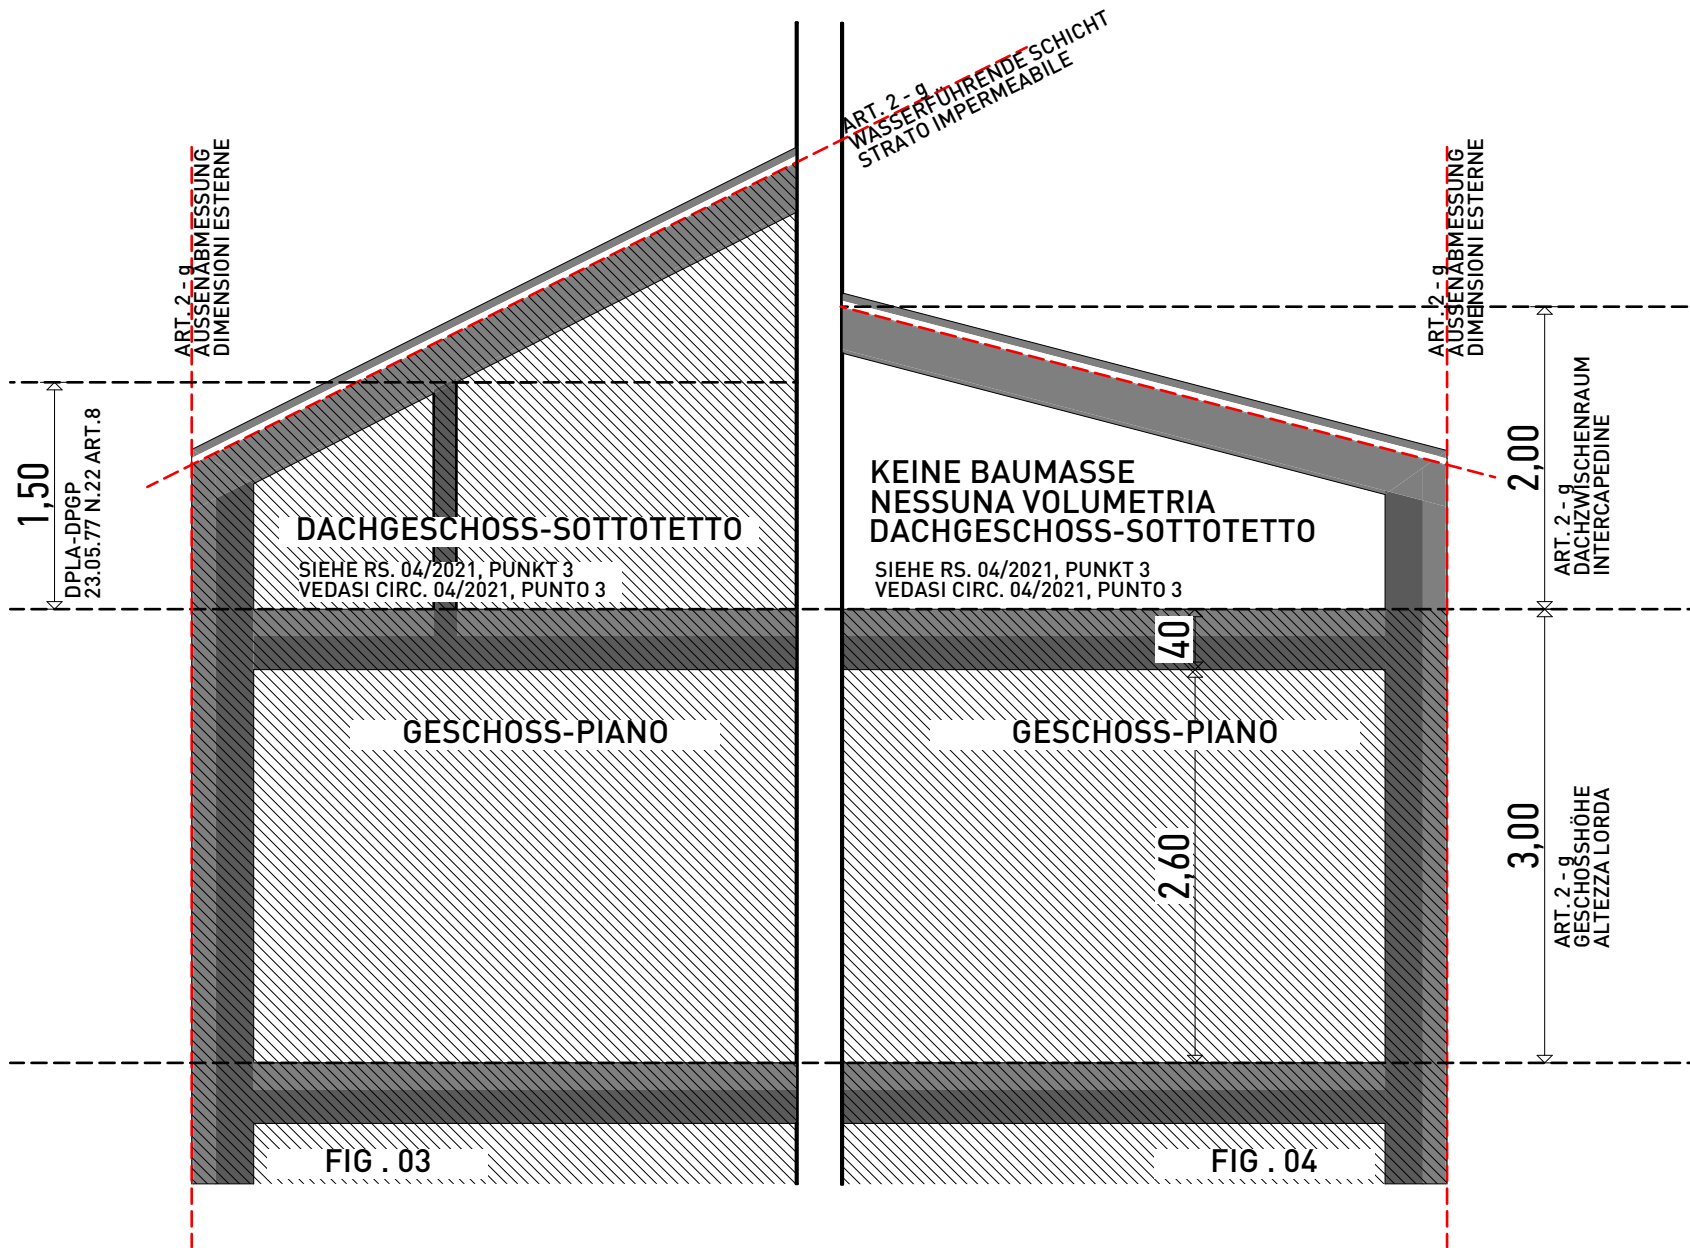 ART. 2 - g
WASSERFÜHRENDE SCHICHT
STRATO IMPERMEABILE
ART. 2 - g
AUSSENABMESSUNG
DIMENSIONI ESTERNE
1,50
DPLA-DPGP
23.05.77 N.22 ART.8
DACHGESCHOSS-SOTTOTETTO
SIEHE RS. 04/2021, PUNKT 3
VEDASI CIRC. 04/2021, PUNTO 3
GESCHOSS-PIANO
FIG . 03
ART. 2 - g
AUSSENABMESSUNG
DIMENSIONI ESTERNE
KEINE BAUMASSE
NESSUNA VOLUMETRIA
DACHGESCHOSS-SOTTOTETTO
SIEHE RS. 04/2021, PUNKT 3
VEDASI CIRC. 04/2021, PUNTO 3
2,00
ART. 2 - g
DACHZWISCHENRAUM
INTERCAPEDINE
40
GESCHOSS-PIANO
2,60
3,00
ART. 2 - g
GESCHOSSHÖHE
ALTEZZA LORDA
FIG . 04